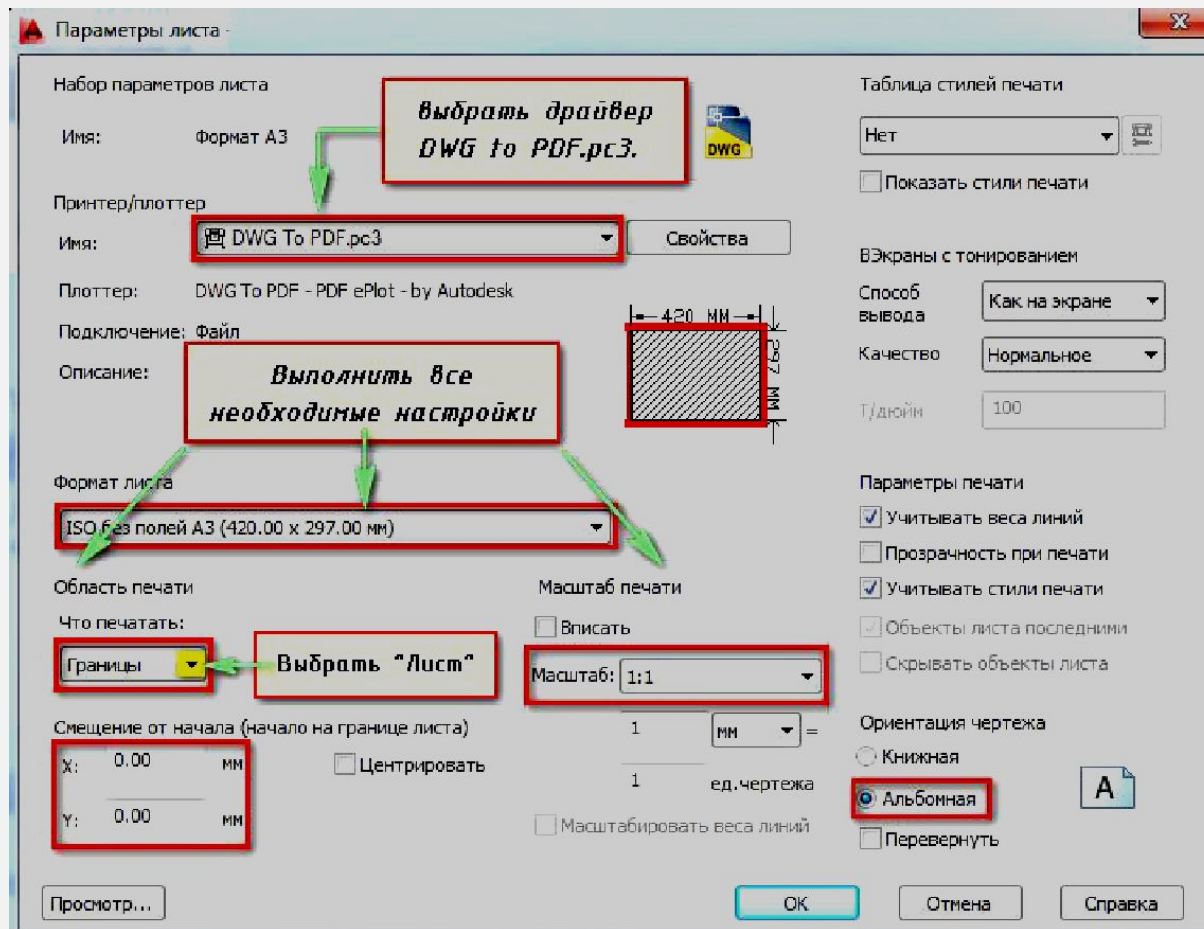 Параметры листа -
Набор параметров листа
Имя: Формат А3
Выбрать драйвер
DWG to PDF.pc3.
DWG
Принтер/плоттер
Имя: DWG To PDF.pc3 Свойства
Плоттер: DWG To PDF - PDF ePlot - by Autodesk
Подключение: Файл
Описание:
Выполнить все
необходимые настройки
420 MM
297 MM
Формат листа
ISO без полей A3 (420.00 x 297.00 мм)
Область печати
Что печатать:
Границы
Выбрать "Лист"
Смещение от начала (начало на границе листа)
X: 0.00 мм
Y: 0.00 мм
Центрировать
Масштаб печати
Вписать
Масштаб: 1:1
1 мм =
1 ед.чертежа
Масштабировать веса линий
Таблица стилей печати
Нет
Показать стили печати
ВЭкраны с тонированием
Способ
вывода Как на экране
Качество Нормальное
Т/дюйм 100
Параметры печати
Учитывать веса линий
Прозрачность при печати
Учитывать стили печати
Объекты листа последними
Скрывать объекты листа
Ориентация чертежа
Книжная
Альбомная
Перевернуть
A
Просмотр... ОК Отмена Справка